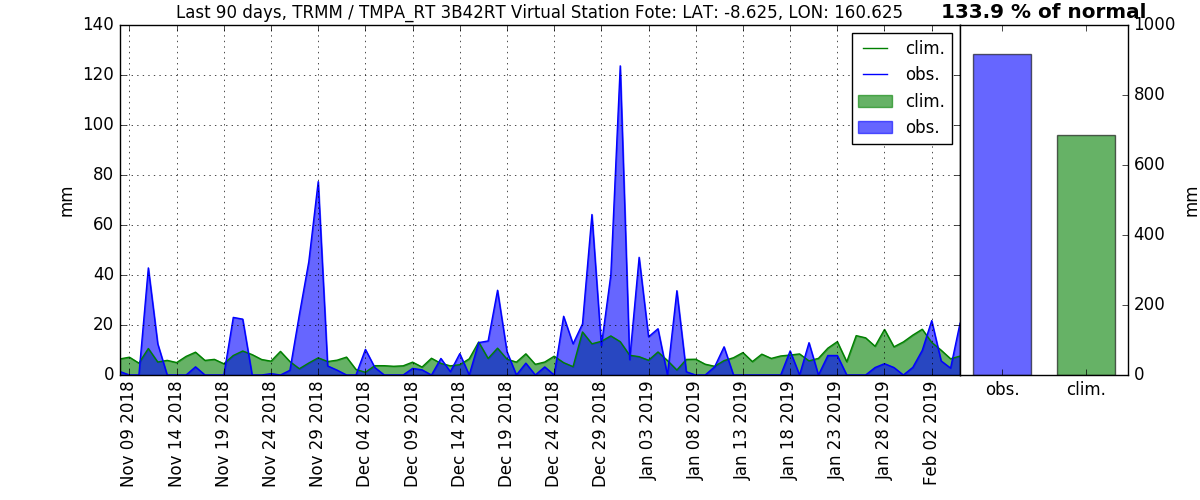 Last 90 days, TRMM / TMPA_RT 3B42RT Virtual Station Fote: LAT: -8.625, LON: 160.625
133.9 % of normal
mm
140
120
100
80
60
40
20
0
clim.
obs.
clim.
obs.
1000
800
600
400
200
0
mm
Nov 09 2018
Nov 14 2018
Nov 19 2018
Nov 24 2018
Nov 29 2018
Dec 04 2018
Dec 09 2018
Dec 14 2018
Dec 19 2018
Dec 24 2018
Dec 29 2018
Jan 03 2019
Jan 08 2019
Jan 13 2019
Jan 18 2019
Jan 23 2019
Jan 28 2019
Feb 02 2019
obs.
clim.